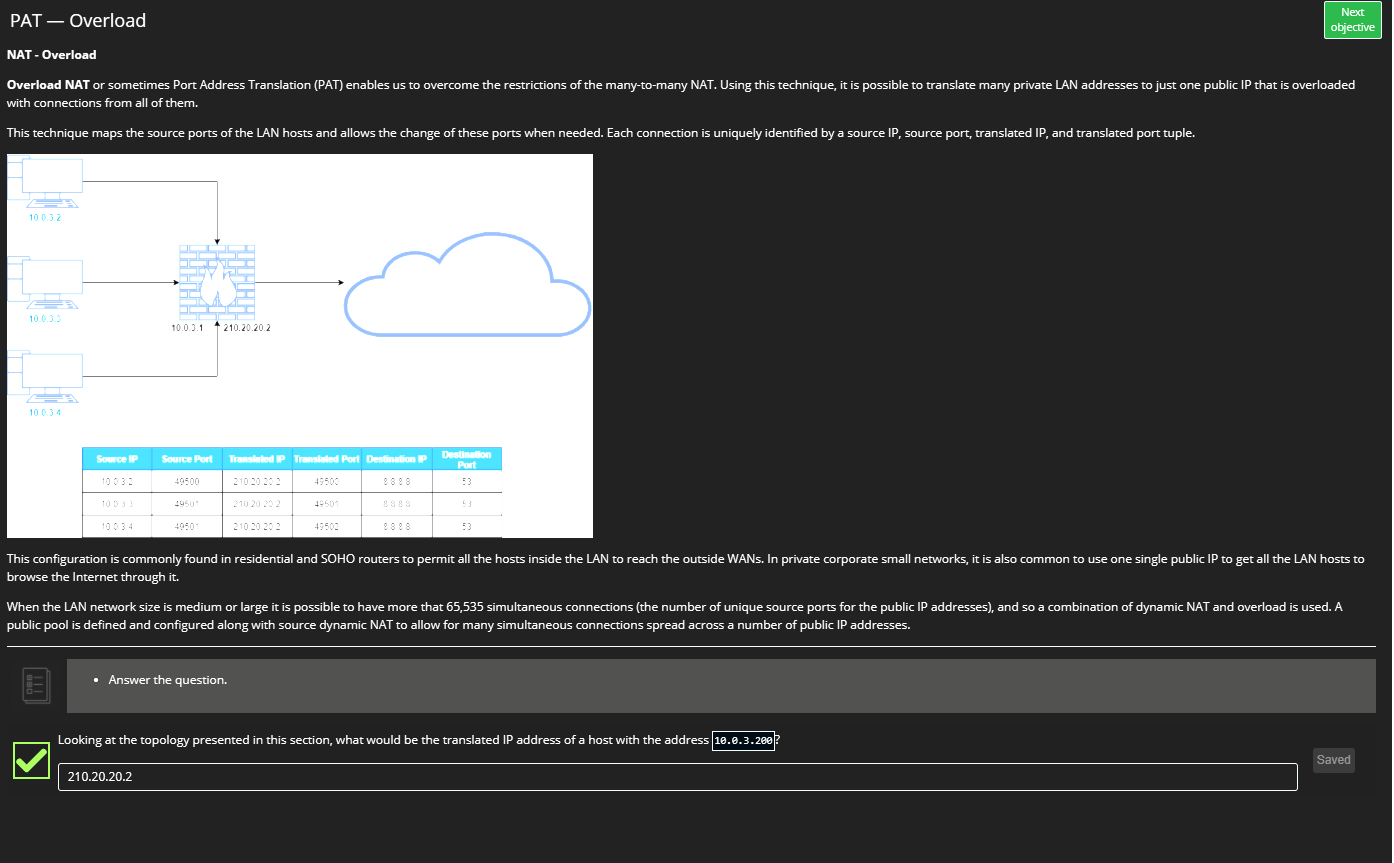 PAT — Overload
Next
objective
NAT - Overload
Overload NAT or sometimes Port Address Translation (PAT) enables us to overcome the restrictions of the many-to-many NAT. Using this technique, it is possible to translate many private LAN addresses to just one public IP that is overloaded
with connections from all of them.
This technique maps the source ports of the LAN hosts and allows the change of these ports when needed. Each connection is uniquely identified by a source IP, source port, translated IP, and translated port tuple.
10.0.3.2
10.0.3.3
10.0.3.1 210.20.20.2
10.0.3.4
Source IP Source Port Translated IP Translated Port Destination IP Destination
Port
10.0.3.2 49500 210.20.20.2 49500 8.8.8.8 53
10.0.3.3 49501 210.20.20.2 49501 8.8.8.8 53
10.0.3.4 49501 210.20.20.2 49502 8.8.8.8 53
This configuration is commonly found in residential and SOHO routers to permit all the hosts inside the LAN to reach the outside WANs. In private corporate small networks, it is also common to use one single public IP to get all the LAN hosts to
browse the Internet through it.
When the LAN network size is medium or large it is possible to have more that 65,535 simultaneous connections (the number of unique source ports for the public IP addresses), and so a combination of dynamic NAT and overload is used. A
public pool is defined and configured along with source dynamic NAT to allow for many simultaneous connections spread across a number of public IP addresses.
• Answer the question.
Looking at the topology presented in this section, what would be the translated IP address of a host with the address 10.0.3.200?
210.20.20.2
Saved